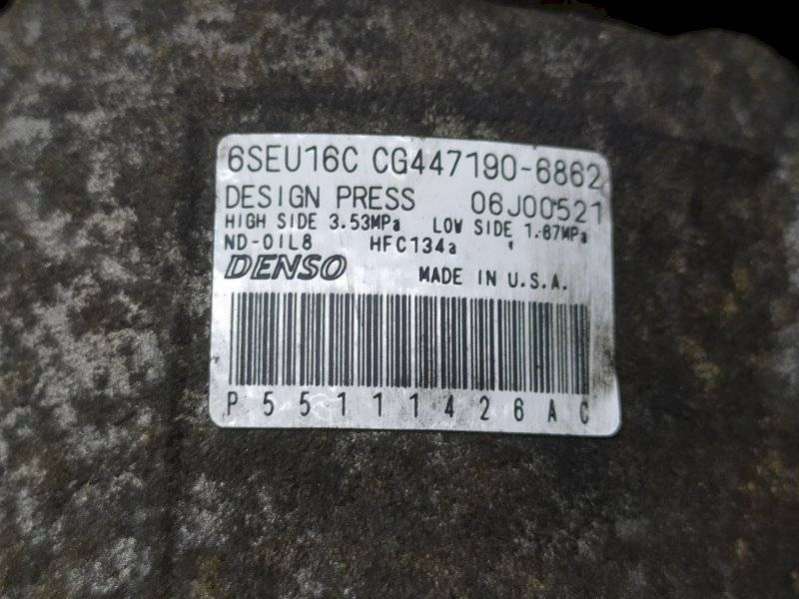 6SEU16C CG447190-6862
DESIGN PRESS 06J00521
HIGH SIDE 3.53MPa LOW SIDE 1.67MPa
ND-OIL8 HFC134a
DENSO MADE IN U.S.A.
P55111426AC